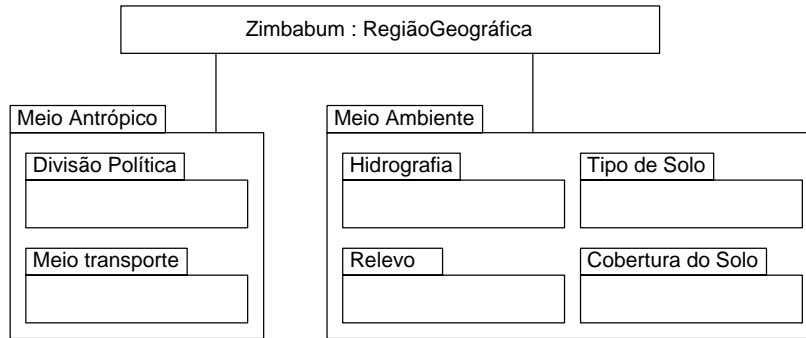 Zimbabum : RegiãoGeográfica
Meio Antrópico
Divisão Política
Meio transporte
Meio Ambiente
Hidrografia
Tipo de Solo
Relevo
Cobertura do Solo